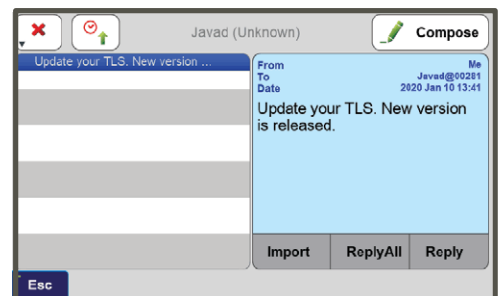 Javad (Unknown)
Compose
Update your TLS. New version ...
From Me
To Javad@00281
Date 2020 Jan 10 13:41
Update your TLS. New version
is released.
Import ReplyAll Reply
Esc